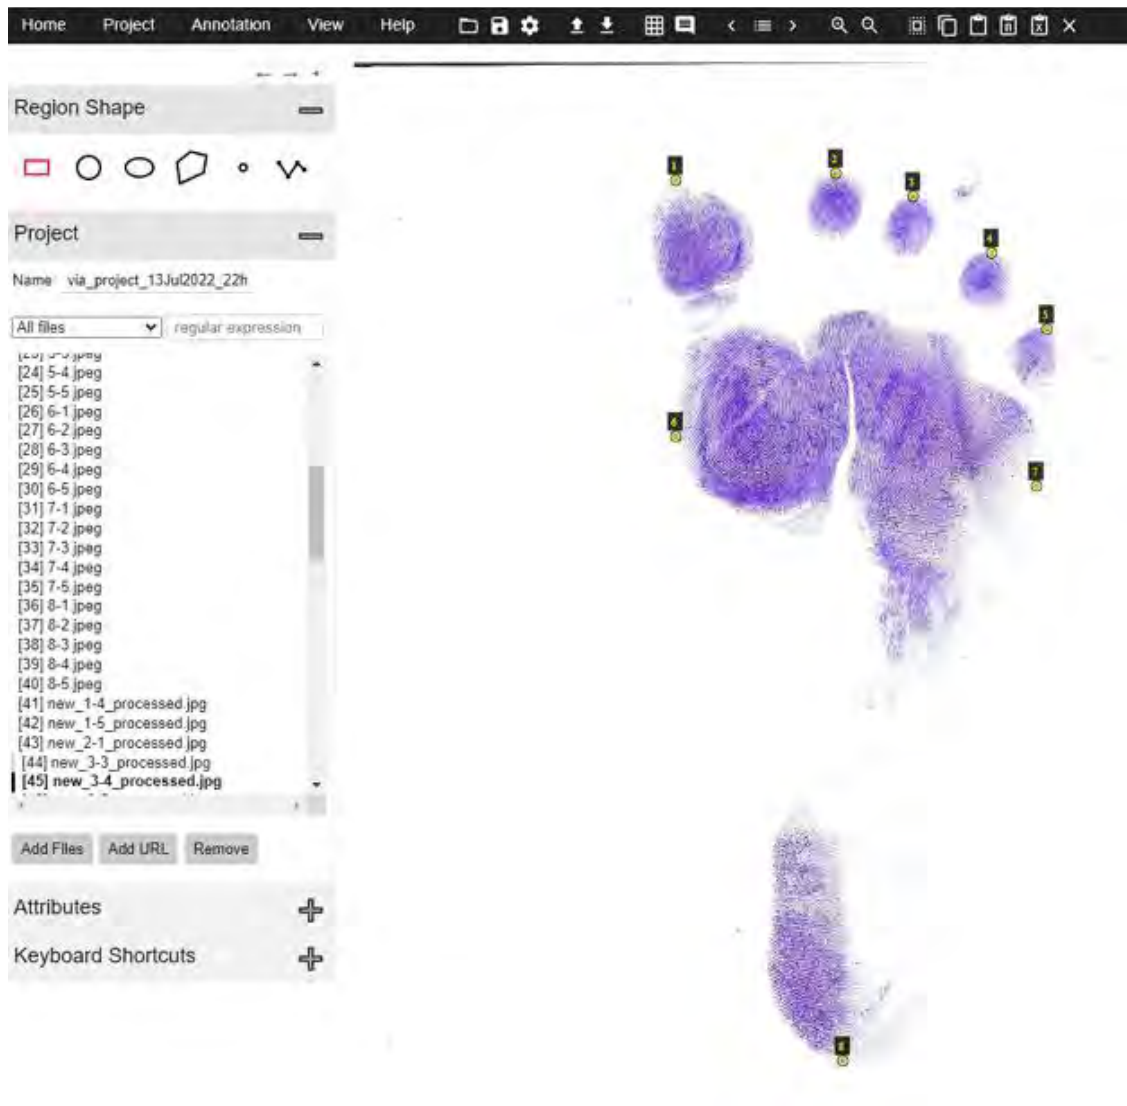 Home Project Annotation View Help
Region Shape
Project
Name via_project_13Jul2022_22h
All files regular expression
[24] 5-4.jpeg
[25] 5-5.jpeg
[26] 6-1.jpeg
[27] 6-2.jpeg
[28] 6-3.jpeg
[29] 6-4.jpeg
[30] 6-5.jpeg
[31] 7-1.jpeg
[32] 7-2.jpeg
[33] 7-3.jpeg
[34] 7-4.jpeg
[35] 7-5.jpeg
[36] 8-1.jpeg
[37] 8-2.jpeg
[38] 8-3.jpeg
[39] 8-4.jpeg
[40] 8-5.jpeg
[41] new_1-4_processed.jpg
[42] new_1-5_processed.jpg
[43] new_2-1_processed.jpg
[44] new_3-3_processed.jpg
[45] new_3-4_processed.jpg
Add Files Add URL Remove
Attributes
Keyboard Shortcuts
1
2
3
4
5
6
7
8